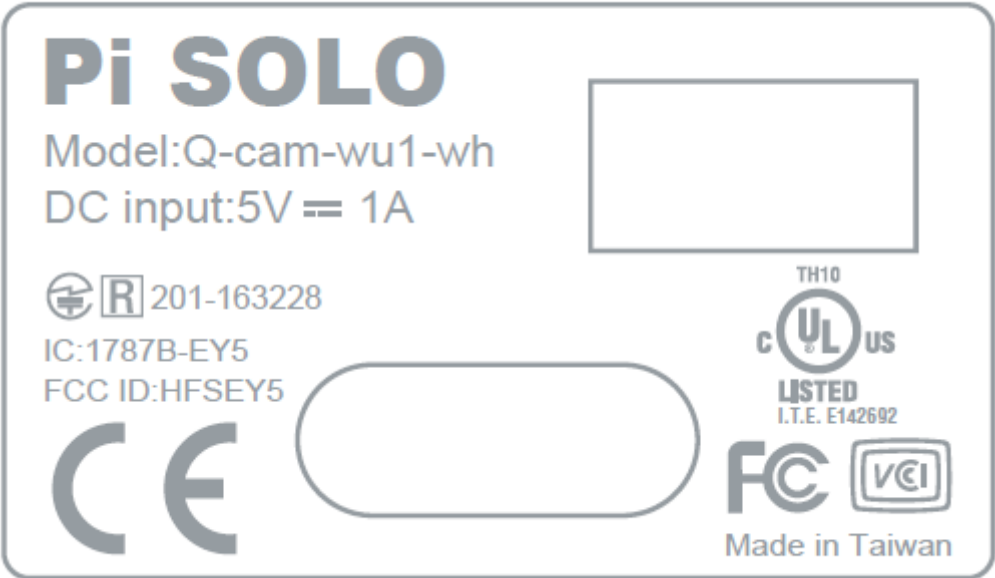 Pi SOLO
Model:Q-cam-wu1-wh
DC input:5V ⎓ 1A
R 201-163228
IC:1787B-EY5
FCC ID:HFSEY5
CE
TH10
C UL ® US
LISTED
I.T.E. E142692
FC VCI
Made in Taiwan